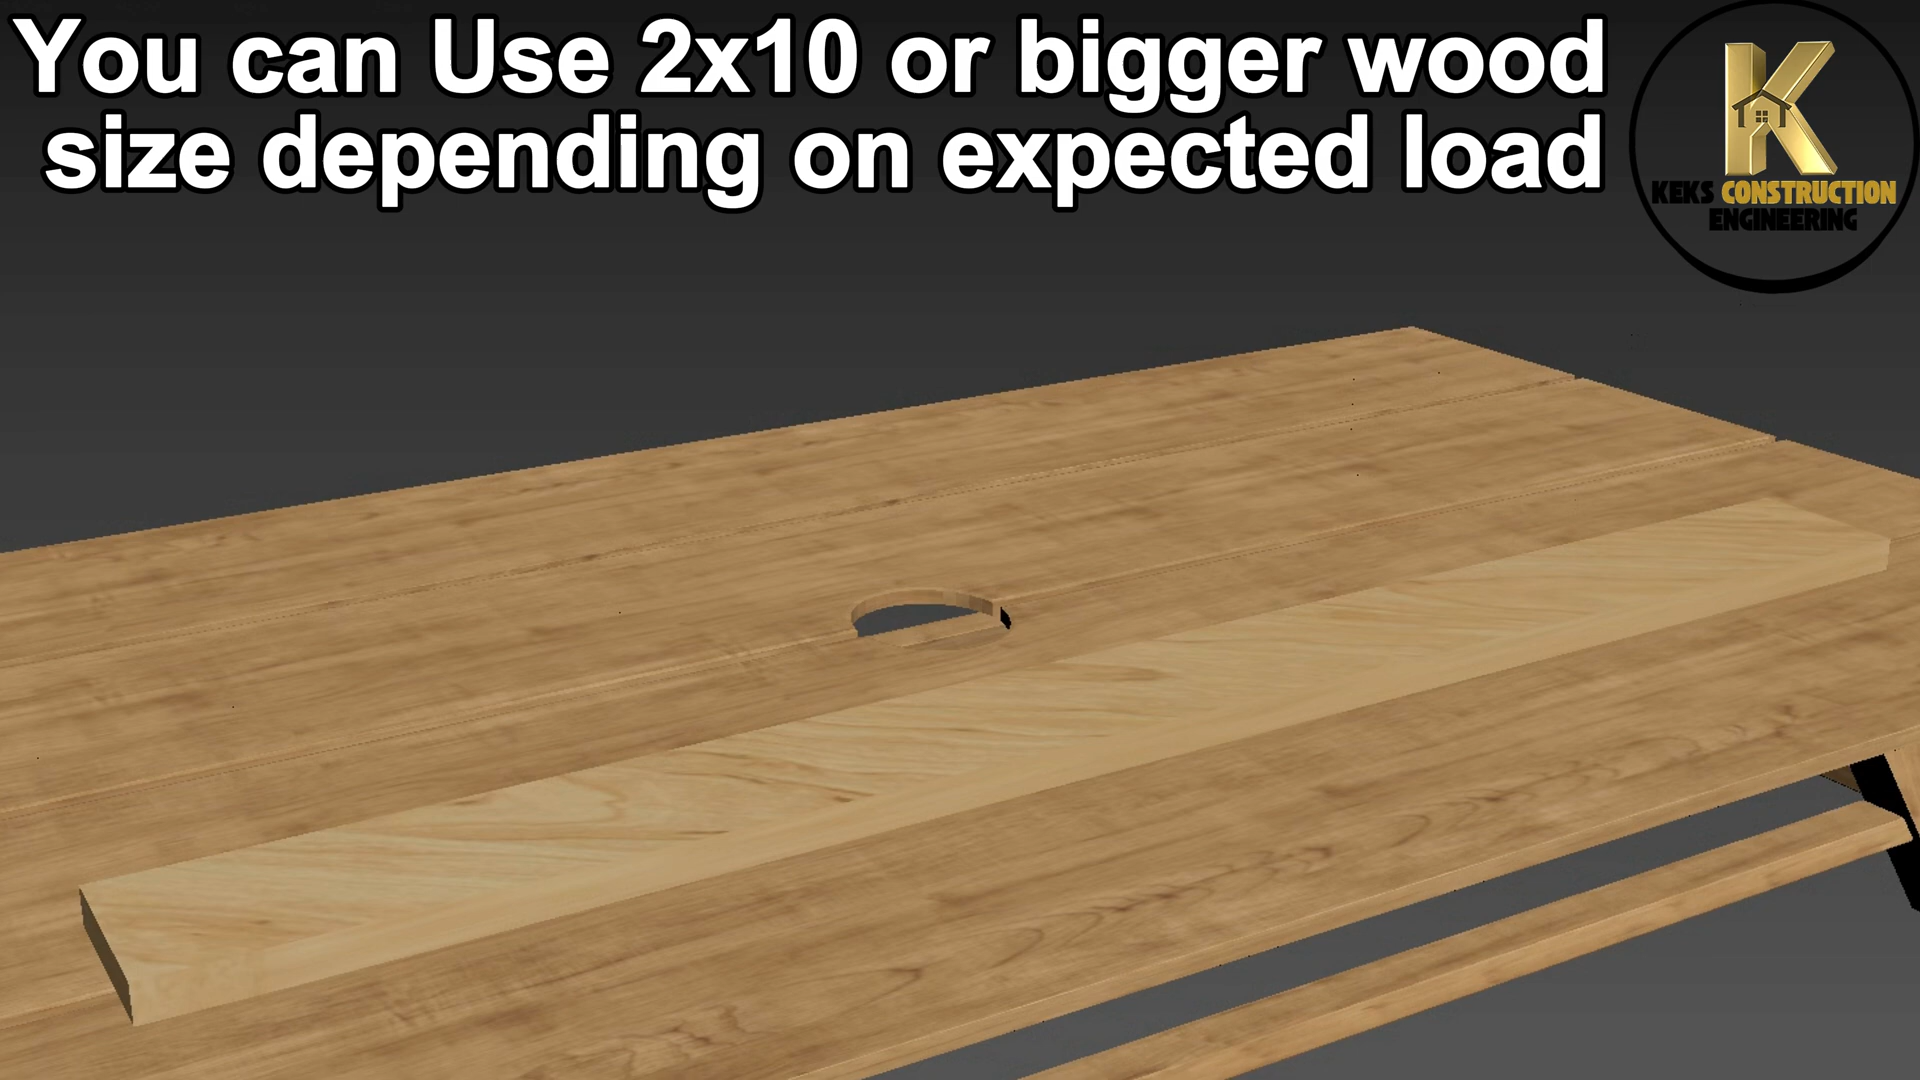 You can Use 2x10 or bigger wood
size depending on expected load
K
KEKS CONSTRUCTION
ENGINEERING